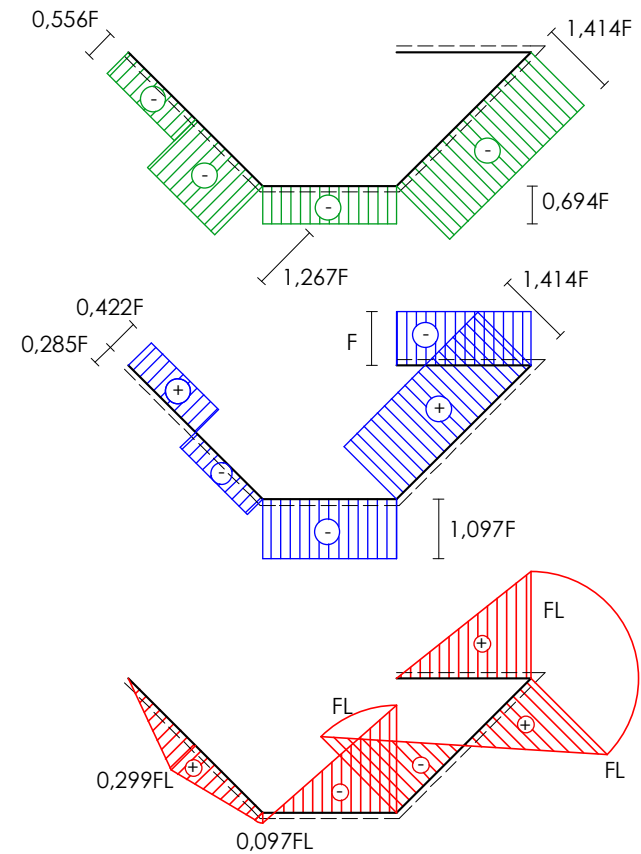 0,556F
1,414F
-
-
-
-
0,694F
1,267F
0,422F
0,285F
1,414F
F
-
+
+
-
-
1,097F
FL
+
FL
+
-
+
-
0,299FL
FL
0,097FL